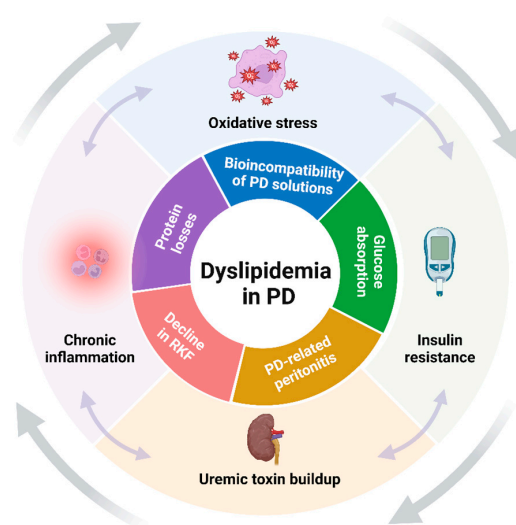 Oxidative stress
Bioincompatibility
of PD solutions
Protein
losses
Glucose
absorption
Dyslipidemia
in PD
Chronic
inflammation
Insulin
resistance
Decline
in RKF
PD-related
peritonitis
Uremic toxin buildup